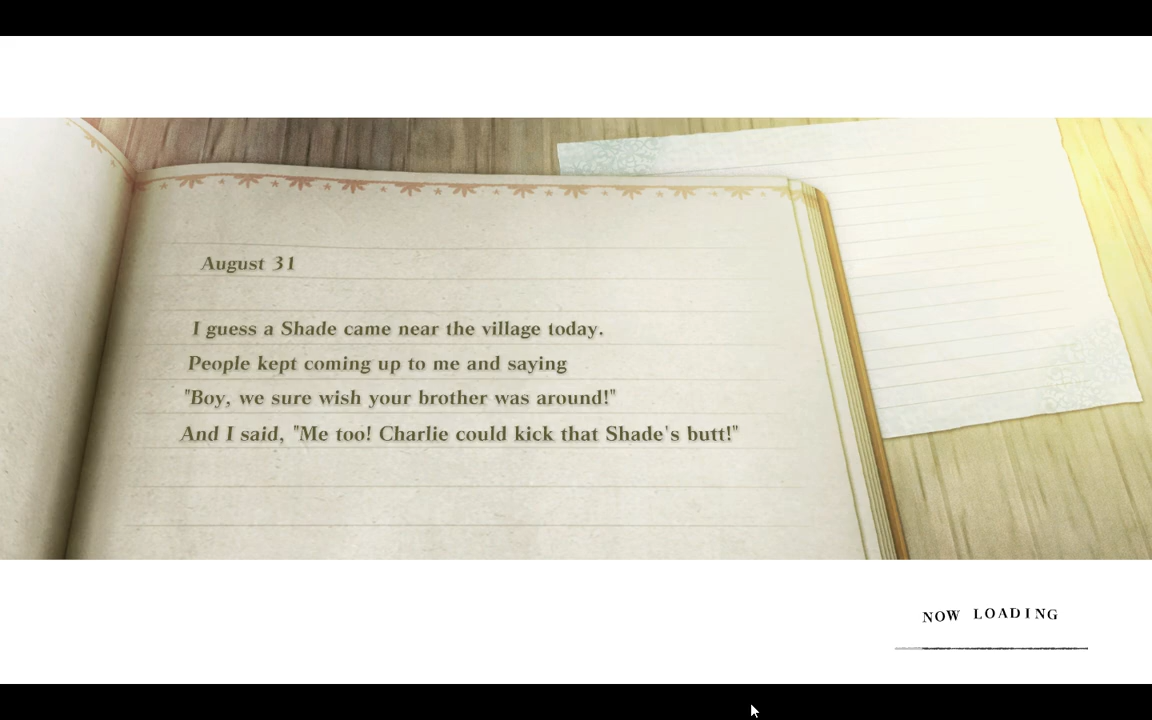 August 31
I guess a Shade came near the village today.
People kept coming up to me and saying
"Boy, we sure wish your brother was around!"
And I said, "Me too! Charlie could kick that Shade's butt!"
NOW LOADING